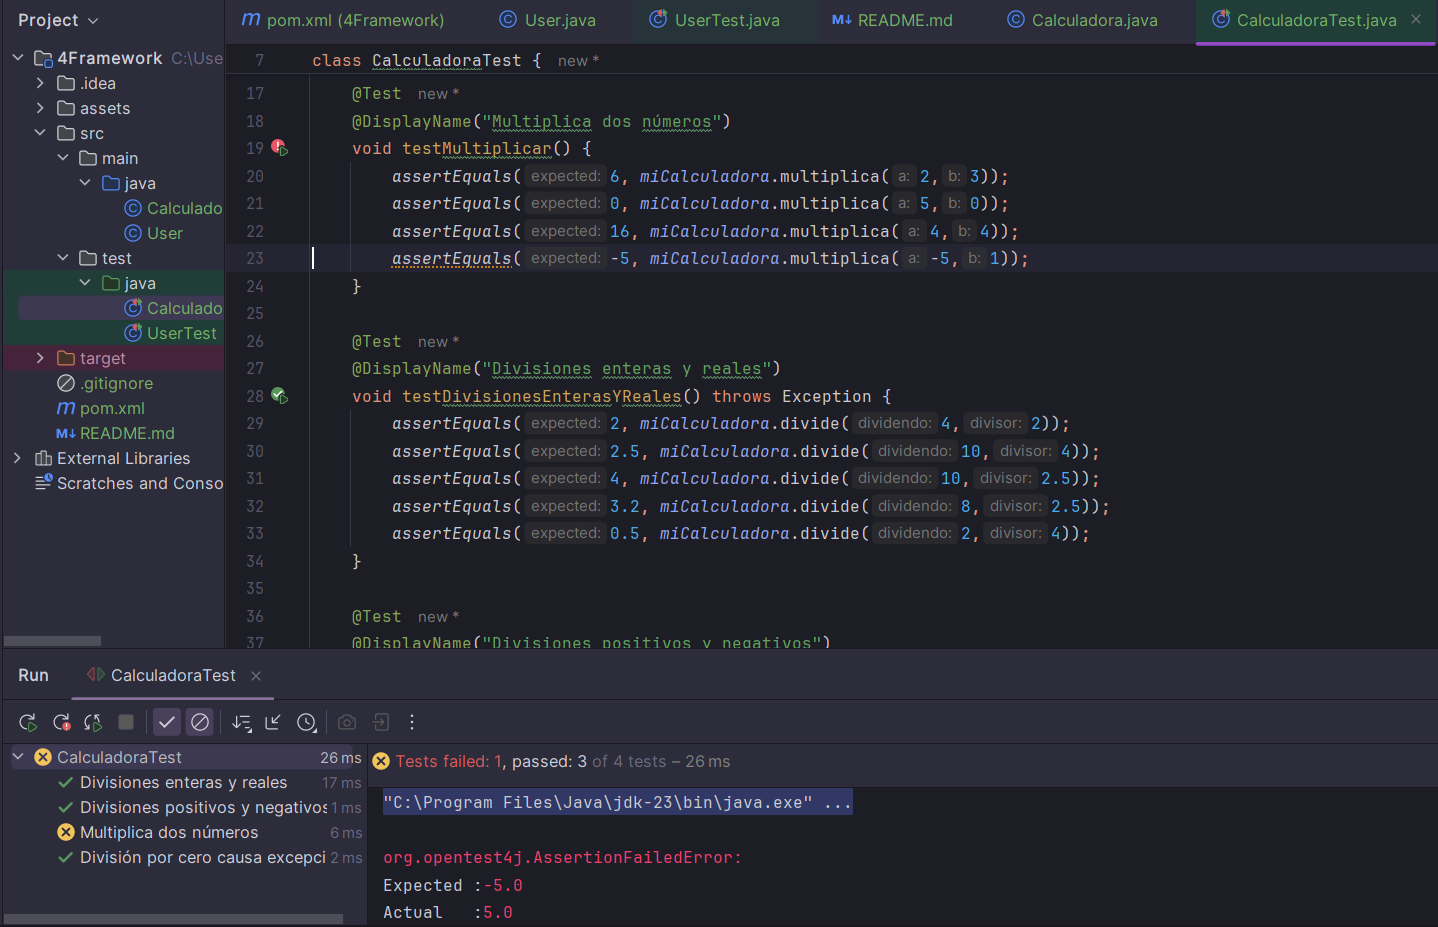 Project
pom.xml (4Framework)
User.java
UserTest.java
README.md
Calculadora.java
CalculadoraTest.java
4Framework C:\Use
.idea
assets
src
main
java
Calculado
User
test
java
Calculado
UserTest
target
.gitignore
pom.xml
README.md
External Libraries
Scratches and Conso
7 class CalculadoraTest { new *
17 @Test new *
18 @DisplayName("Multiplica dos números")
19 void testMultiplicar() {
20 assertEquals( expected: 6, miCalculadora.multiplica( a: 2, b: 3));
21 assertEquals( expected: 0, miCalculadora.multiplica( a: 5, b: 0));
22 assertEquals( expected: 16, miCalculadora.multiplica( a: 4, b: 4));
23 assertEquals( expected: -5, miCalculadora.multiplica( a: -5, b: 1));
24 }
25
26 @Test new *
27 @DisplayName("Divisiones enteras y reales")
28 void testDivisionesEnterasYReales() throws Exception {
29 assertEquals( expected: 2, miCalculadora.divide( dividendo: 4, divisor: 2));
30 assertEquals( expected: 2.5, miCalculadora.divide( dividendo: 10, divisor: 4));
31 assertEquals( expected: 4, miCalculadora.divide( dividendo: 10, divisor: 2.5));
32 assertEquals( expected: 3.2, miCalculadora.divide( dividendo: 8, divisor: 2.5));
33 assertEquals( expected: 0.5, miCalculadora.divide( dividendo: 2, divisor: 4));
34 }
35
36 @Test new *
37 @DisplayName("Divisiones positivos y negativos")
Run CalculadoraTest
CalculadoraTest 26 ms
Divisiones enteras y reales 17 ms
Divisiones positivos y negativos 1 ms
Multiplica dos números 6 ms
División por cero causa excepci 2 ms
Tests failed: 1, passed: 3 of 4 tests – 26 ms
"C:\Program Files\Java\jdk-23\bin\java.exe" ...
org.opentest4j.AssertionFailedError:
Expected :-5.0
Actual :5.0